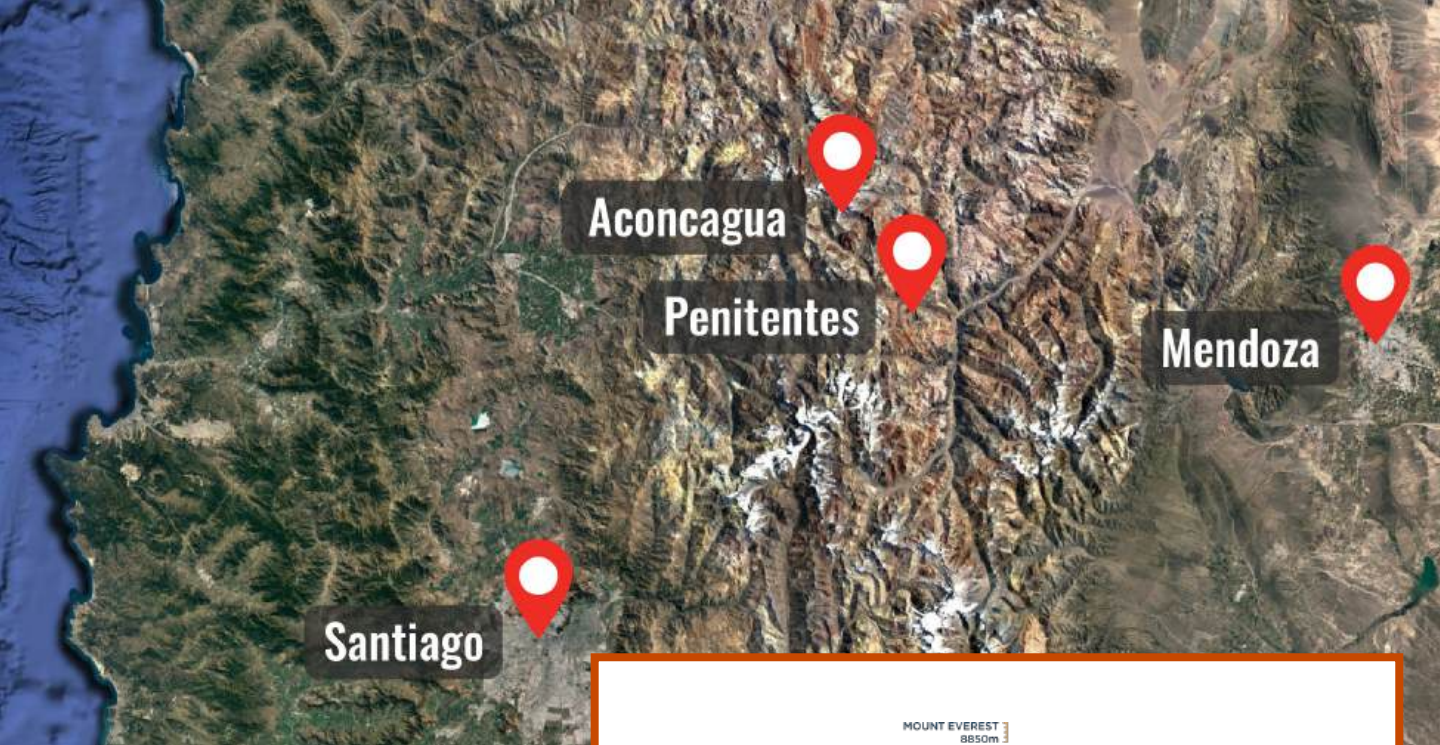 Aconcagua
Penitentes
Mendoza
Santiago
MOUNT EVEREST
8850m